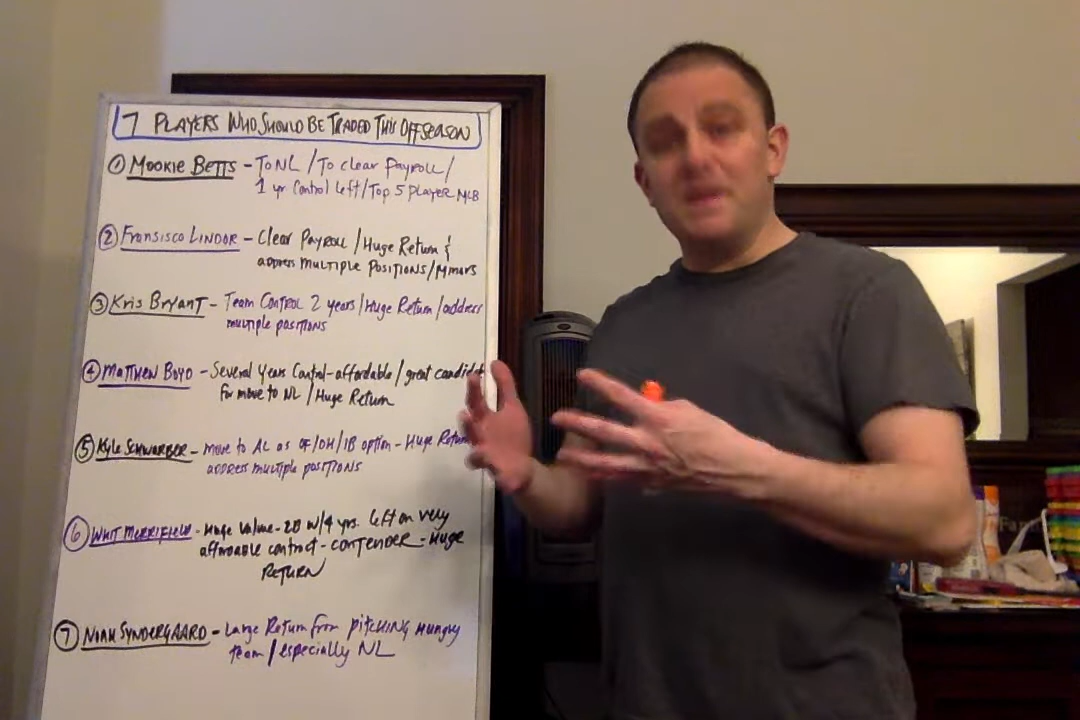 7 PLAYERS WHO SHOULD BE TRADED THIS OFFSEASON
① MOOKIE BETTS - TO NL / To clear Payroll /
1 yr Control left / Top 5 player MLB
② FRANSISCO LINDOR - Clear Payroll / Huge Return &
address multiple positions /
③ Kris Bryant - Team Control 2 years / Huge Return / address
multiple positions
④ MATTHEW BOYD - Several Years Control - affordable / great candidat
for move to NL / Huge Return
⑤ KYLE SCHWARBER - move to AL as OF/DH/1B option - Huge Return
address multiple positions
⑥ WHIT MERRIFIELD - Huge Value - 2B w/ 4 yrs. left on very
affordable contract - CONTENDER - Huge
RETURN
⑦ NOAH SYNDERGAARD - Large Return from PITCHING Hungry
team / especially NL